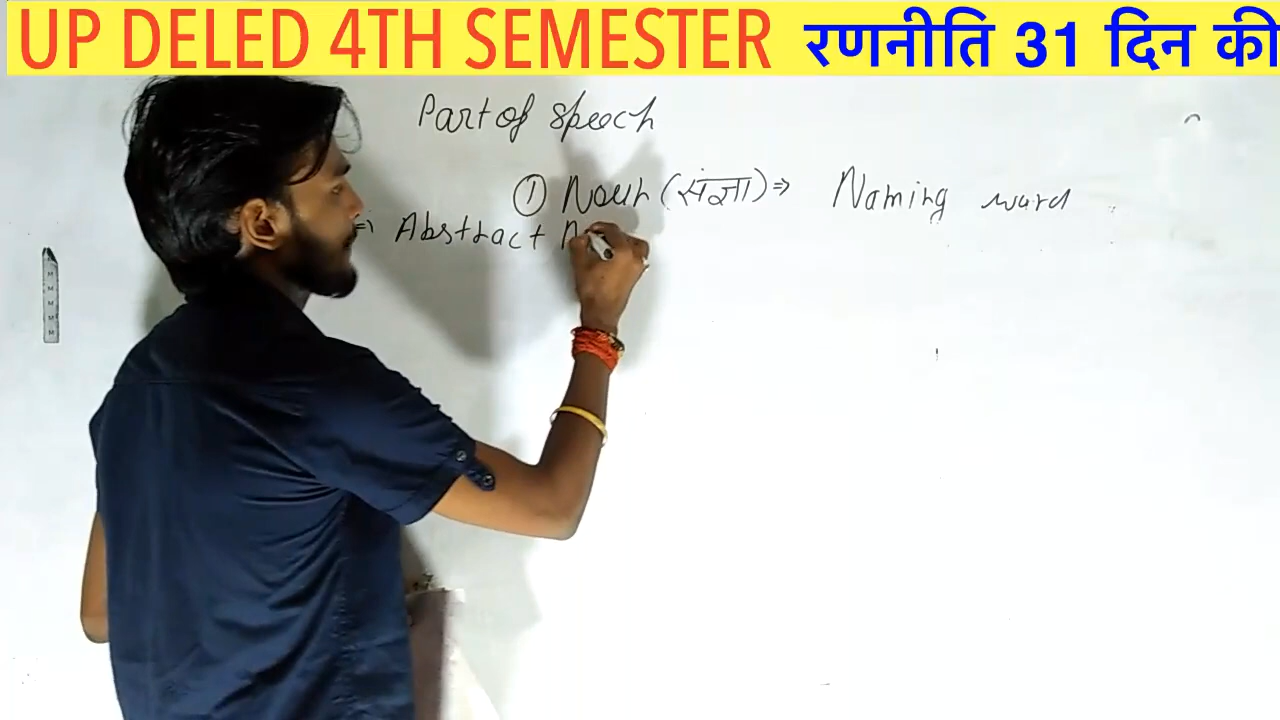 UP DELED 4TH SEMESTER रणनीति 31 दिन की
Part of speech
① Noun (संज्ञा) ⇒ Naming word
⇒ Abstract